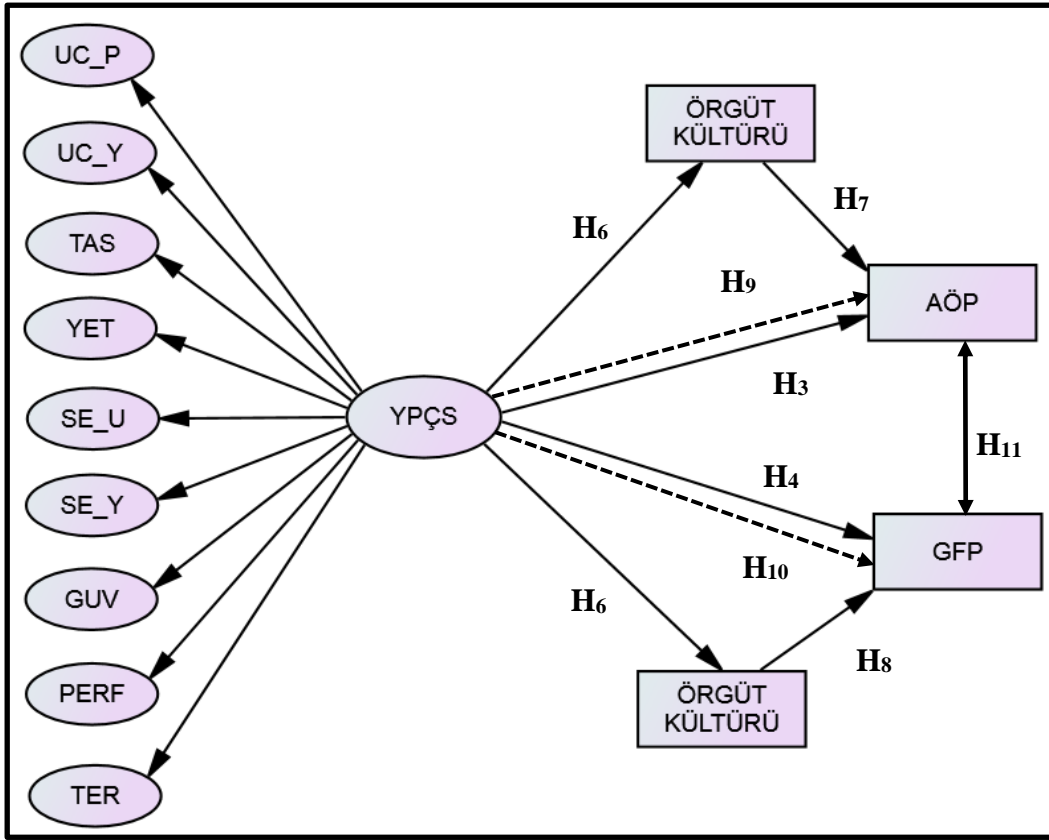 UC_P
UC_Y
TAS
YET
SE_U
SE_Y
GUV
PERF
TER
YPÇS
ÖRGÜT
KÜLTÜRÜ
H6
H7
H9
H3
AÖP
H11
H4
H10
GFP
H6
H8
ÖRGÜT
KÜLTÜRÜ